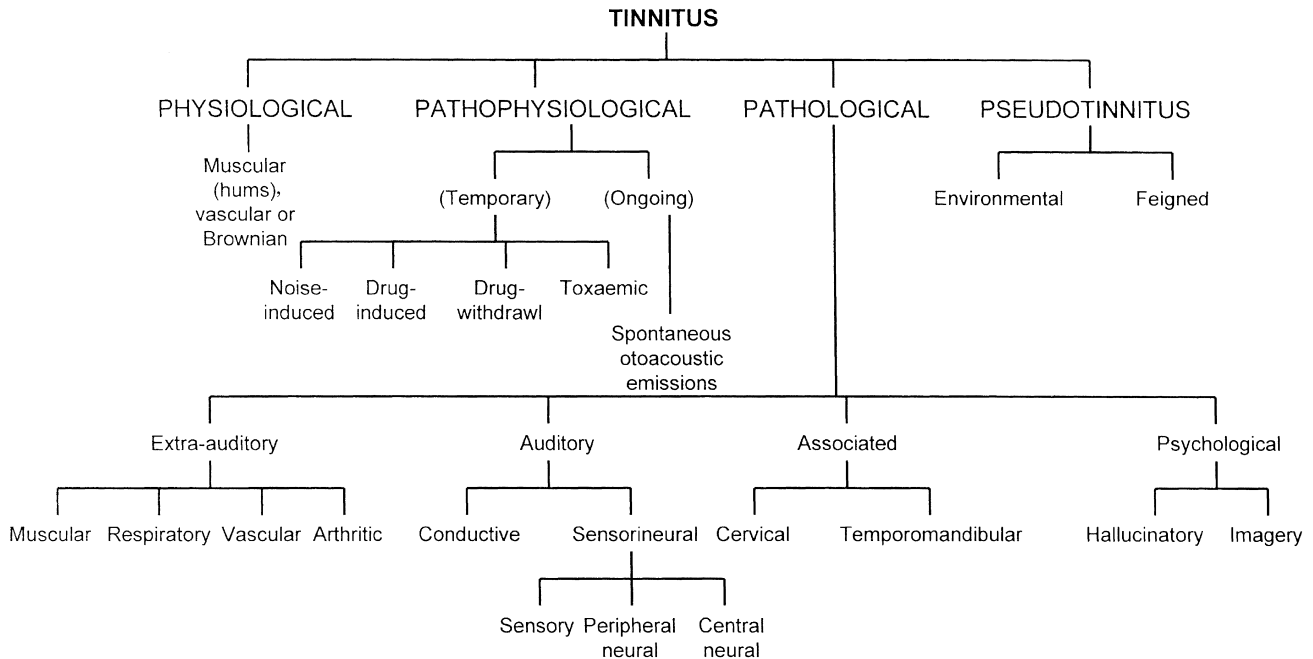 TINNITUS
PHYSIOLOGICAL PATHOPHYSIOLOGICAL PATHOLOGICAL PSEUDOTINNITUS
Muscular
(hums),
vascular or
Brownian
(Temporary) (Ongoing)
Environmental Feigned
Noise-
induced
Drug-
induced
Drug-
withdrawl
Toxaemic
Spontaneous
otoacoustic
emissions
Extra-auditory Auditory Associated Psychological
Muscular Respiratory Vascular Arthritic Conductive Sensorineural Cervical Temporomandibular Hallucinatory Imagery
Sensory
Peripheral
neural
Central
neural